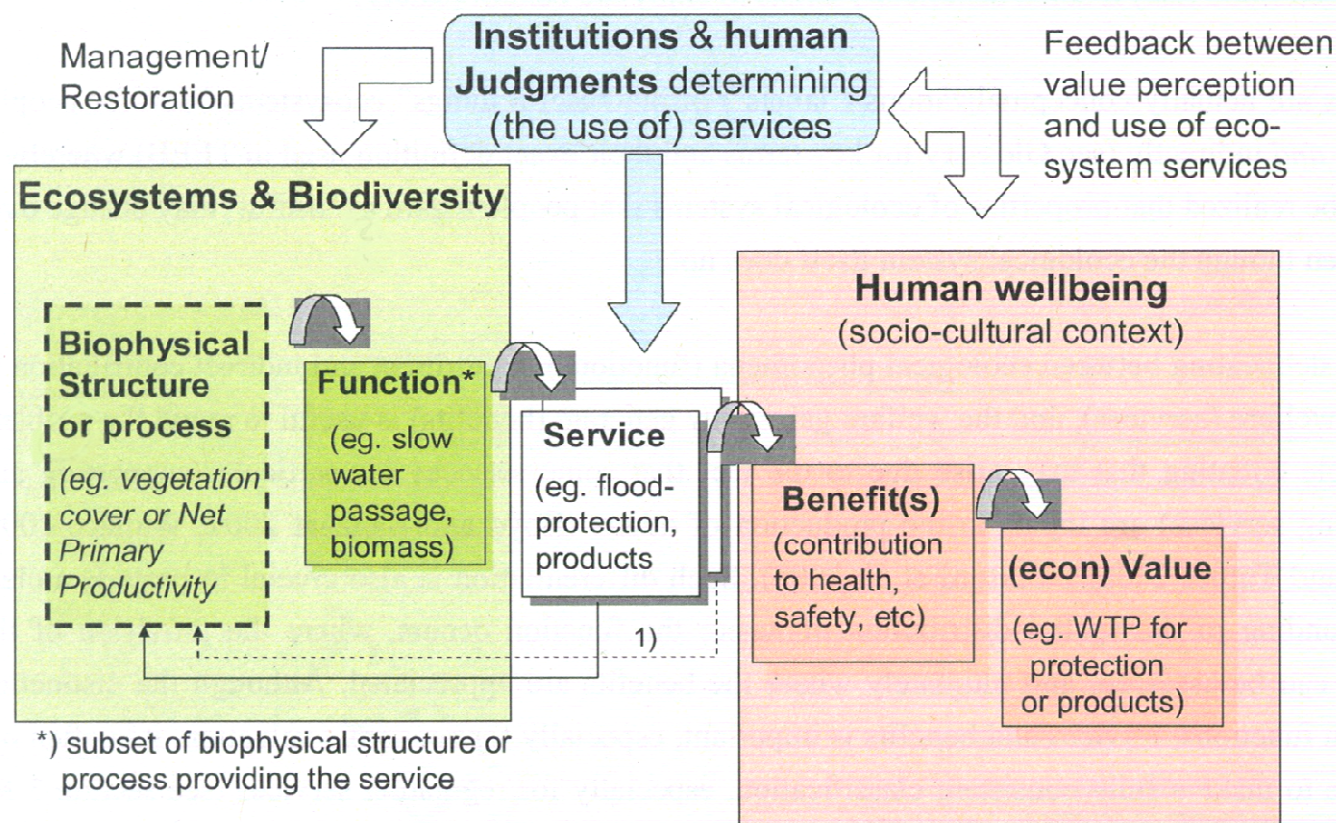 Management/
Restoration
Institutions & human
Judgments determining
(the use of) services
Feedback between
value perception
and use of eco-
system services
Ecosystems & Biodiversity
Biophysical
Structure
or process
(eg. vegetation
cover or Net
Primary
Productivity
Function*
(eg. slow
water
passage,
biomass)
Service
(eg. flood-
protection,
products
1)
Human wellbeing
(socio-cultural context)
Benefit(s)
(contribution
to health,
safety, etc)
(econ) Value
(eg. WTP for
protection
or products)
*) subset of biophysical structure or
process providing the service